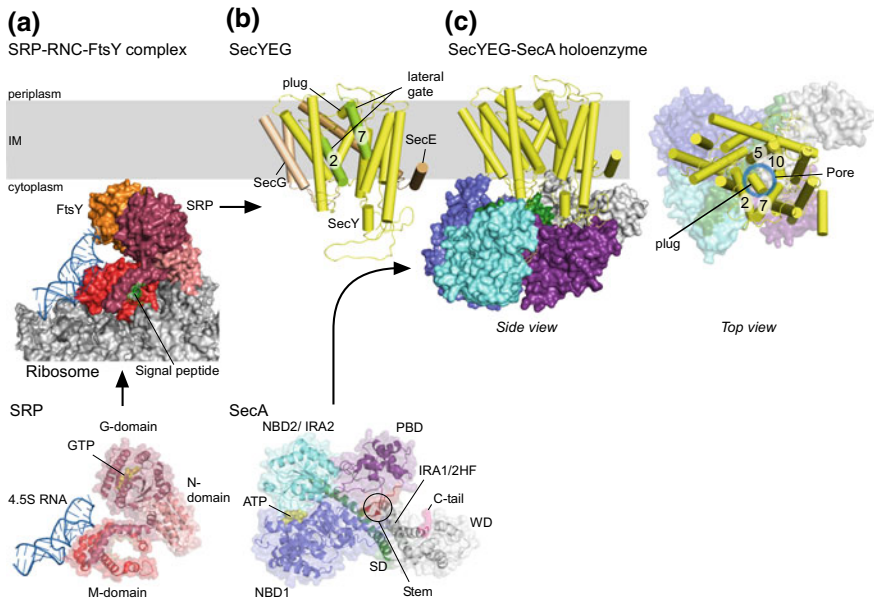 (a)
SRP-RNC-FtsY complex
(b)
SecYEG
(c)
SecYEG-SecA holoenzyme
periplasm
IM
cytoplasm
plug
lateral
gate
2
7
SecE
SecG
SecY
FtsY
SRP
Ribosome
Signal peptide
Side view
5
10
Pore
2
7
plug
Top view
SRP
G-domain
GTP
N-
domain
4.5S RNA
M-domain
SecA
NBD2/ IRA2
PBD
IRA1/2HF
C-tail
ATP
WD
NBD1
SD
Stem